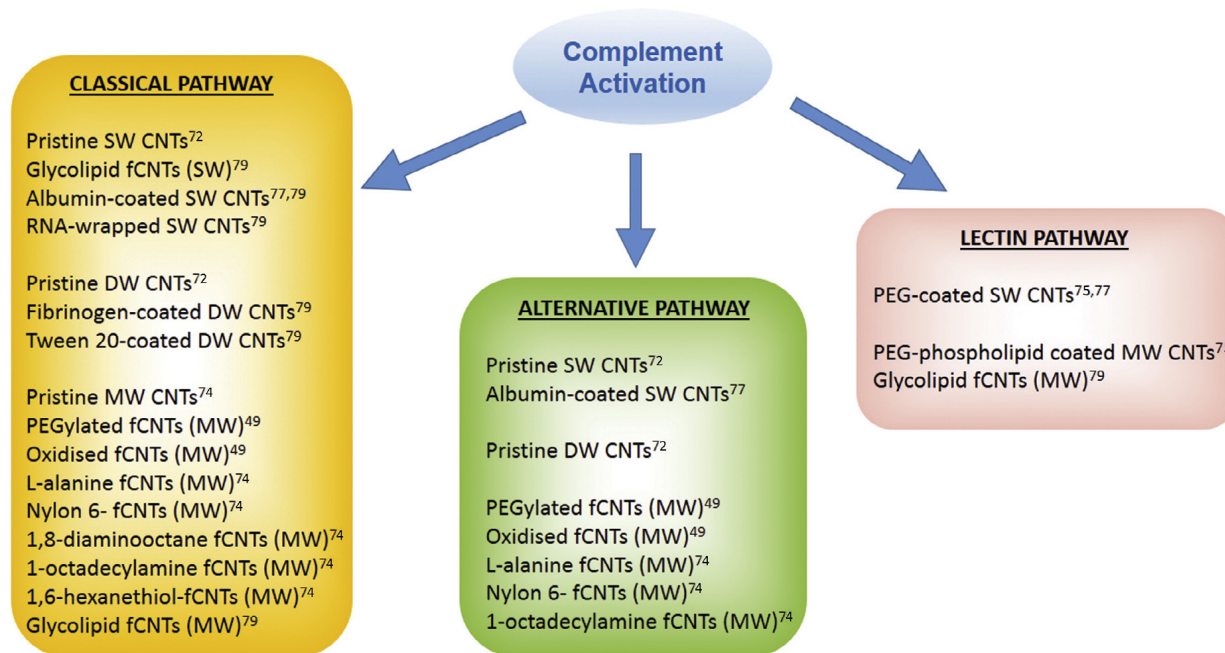 Complement
Activation
CLASSICAL PATHWAY
Pristine SW CNTs⁷²
Glycolipid fCNTs (SW)⁷⁹
Albumin-coated SW CNTs⁷⁷,⁷⁹
RNA-wrapped SW CNTs⁷⁹
Pristine DW CNTs⁷²
Fibrinogen-coated DW CNTs⁷⁹
Tween 20-coated DW CNTs⁷⁹
Pristine MW CNTs⁷⁴
PEGylated fCNTs (MW)⁴⁹
Oxidised fCNTs (MW)⁴⁹
L-alanine fCNTs (MW)⁷⁴
Nylon 6- fCNTs (MW)⁷⁴
1,8-diaminooctane fCNTs (MW)⁷⁴
1-octadecylamine fCNTs (MW)⁷⁴
1,6-hexanethiol-fCNTs (MW)⁷⁴
Glycolipid fCNTs (MW)⁷⁹
ALTERNATIVE PATHWAY
Pristine SW CNTs⁷²
Albumin-coated SW CNTs⁷⁷
Pristine DW CNTs⁷²
PEGylated fCNTs (MW)⁴⁹
Oxidised fCNTs (MW)⁴⁹
L-alanine fCNTs (MW)⁷⁴
Nylon 6- fCNTs (MW)⁷⁴
1-octadecylamine fCNTs (MW)⁷⁴
LECTIN PATHWAY
PEG-coated SW CNTs⁷⁵,⁷⁷
PEG-phospholipid coated MW CNTs⁷
Glycolipid fCNTs (MW)⁷⁹